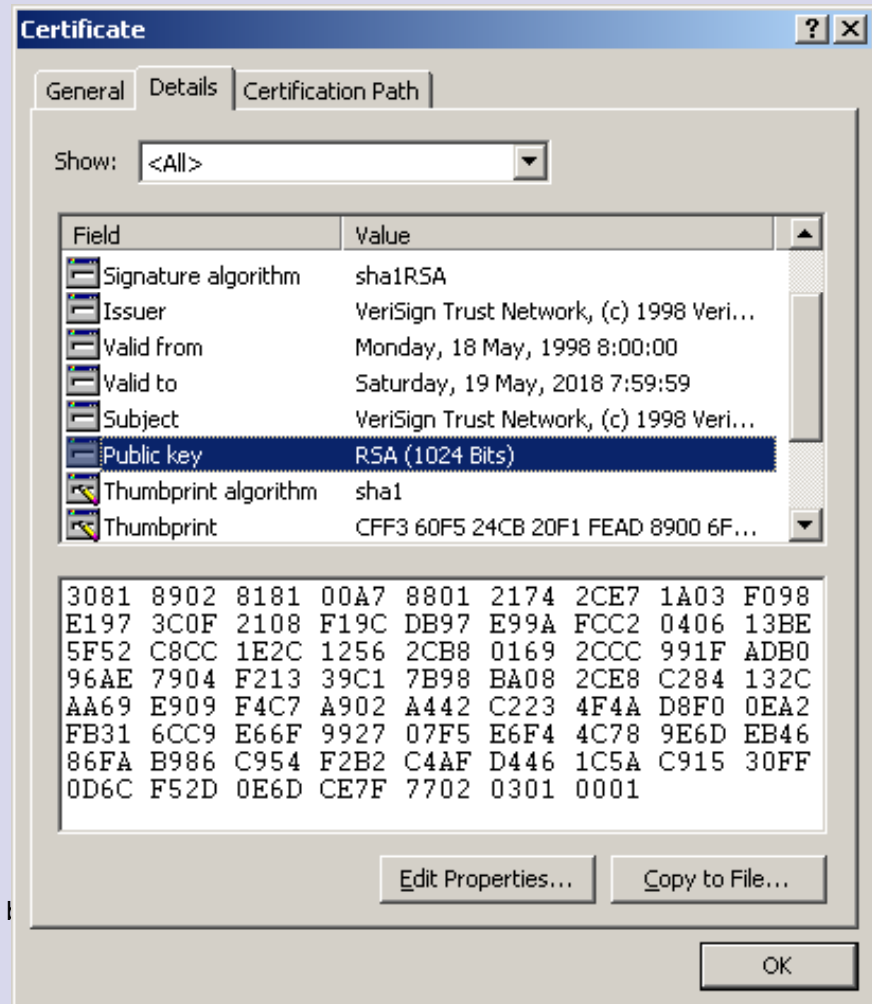 Certificate
General Details Certification Path
Show: <All>
Field Value
Signature algorithm sha1RSA
Issuer VeriSign Trust Network, (c) 1998 Veri...
Valid from Monday, 18 May, 1998 8:00:00
Valid to Saturday, 19 May, 2018 7:59:59
Subject VeriSign Trust Network, (c) 1998 Veri...
Public key RSA (1024 Bits)
Thumbprint algorithm sha1
Thumbprint CFF3 60F5 24CB 20F1 FEAD 8900 6F...
3081 8902 8181 00A7 8801 2174 2CE7 1A03 F098
E197 3C0F 2108 F19C DB97 E99A FCC2 0406 13BE
5F52 C8CC 1E2C 1256 2CB8 0169 2CCC 991F ADB0
96AE 7904 F213 39C1 7B98 BA08 2CE8 C284 132C
AA69 E909 F4C7 A902 A442 C223 4F4A D8F0 0EA2
FB31 6CC9 E66F 9927 07F5 E6F4 4C78 9E6D EB46
86FA B986 C954 F2B2 C4AF D446 1C5A C915 30FF
0D6C F52D 0E6D CE7F 7702 0301 0001
Edit Properties... Copy to File...
OK